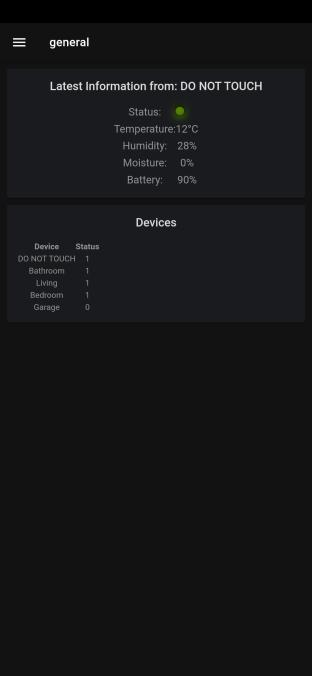 general
Latest Information from: DO NOT TOUCH
Status:
Temperature:12°C
Humidity: 28%
Moisture: 0%
Battery: 90%
Devices
Device Status
DO NOT TOUCH 1
Bathroom 1
Living 1
Bedroom 1
Garage 0